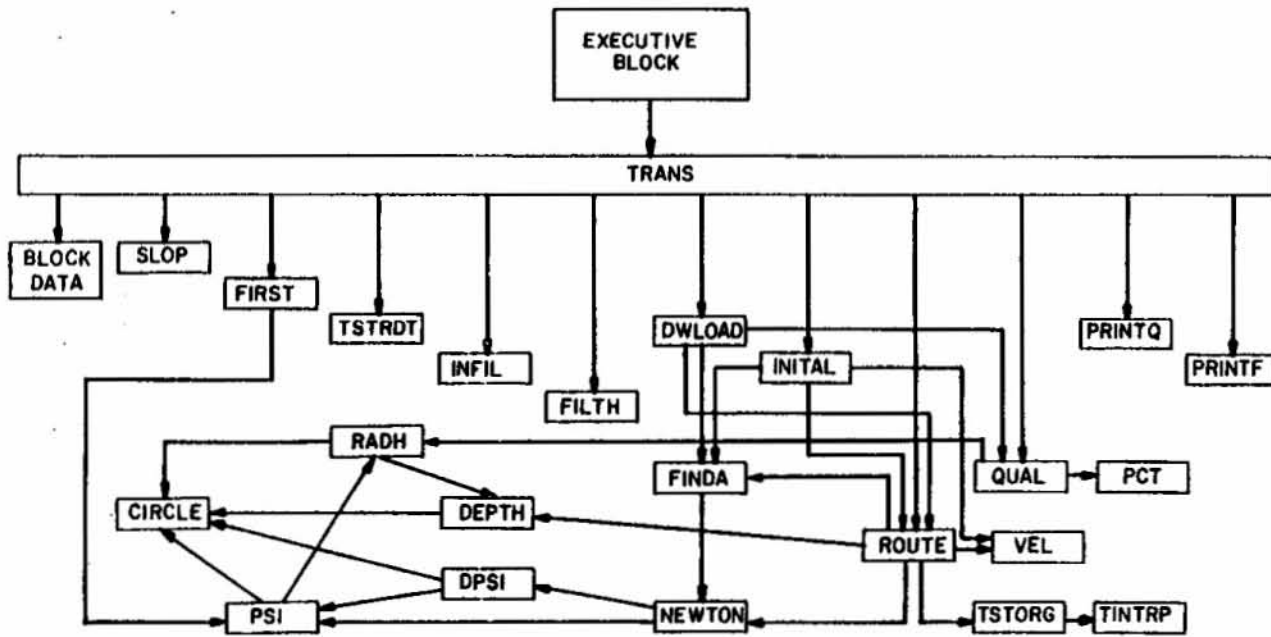 EXECUTIVE
BLOCK
TRANS
BLOCK
DATA
SLOP
FIRST
TSTRDT
INFIL
FILTH
DWLOAD
INITAL
PRINTQ
PRINTF
RADH
FINDA
QUAL
PCT
CIRCLE
DEPTH
ROUTE
VEL
DPSI
PSI
NEWTON
TSTORG
TINTRP